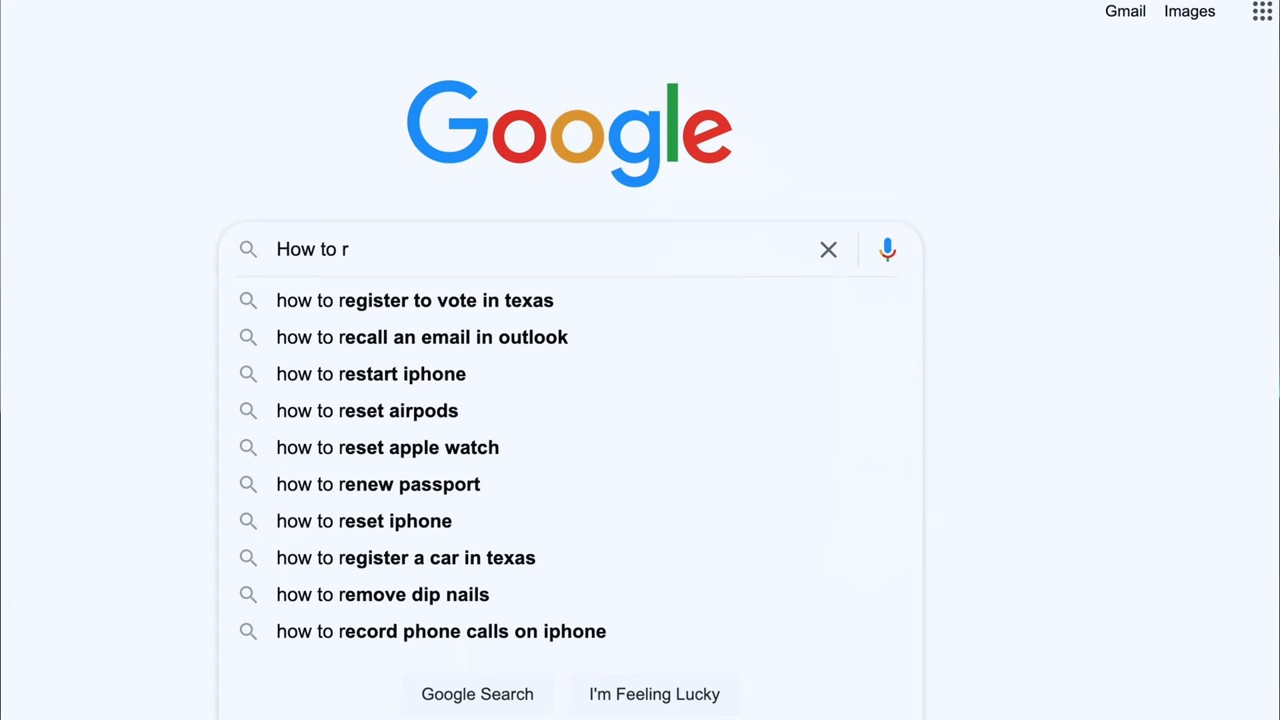 Gmail Images
Google
How to r
how to register to vote in texas
how to recall an email in outlook
how to restart iphone
how to reset airpods
how to reset apple watch
how to renew passport
how to reset iphone
how to register a car in texas
how to remove dip nails
how to record phone calls on iphone
Google Search I'm Feeling Lucky